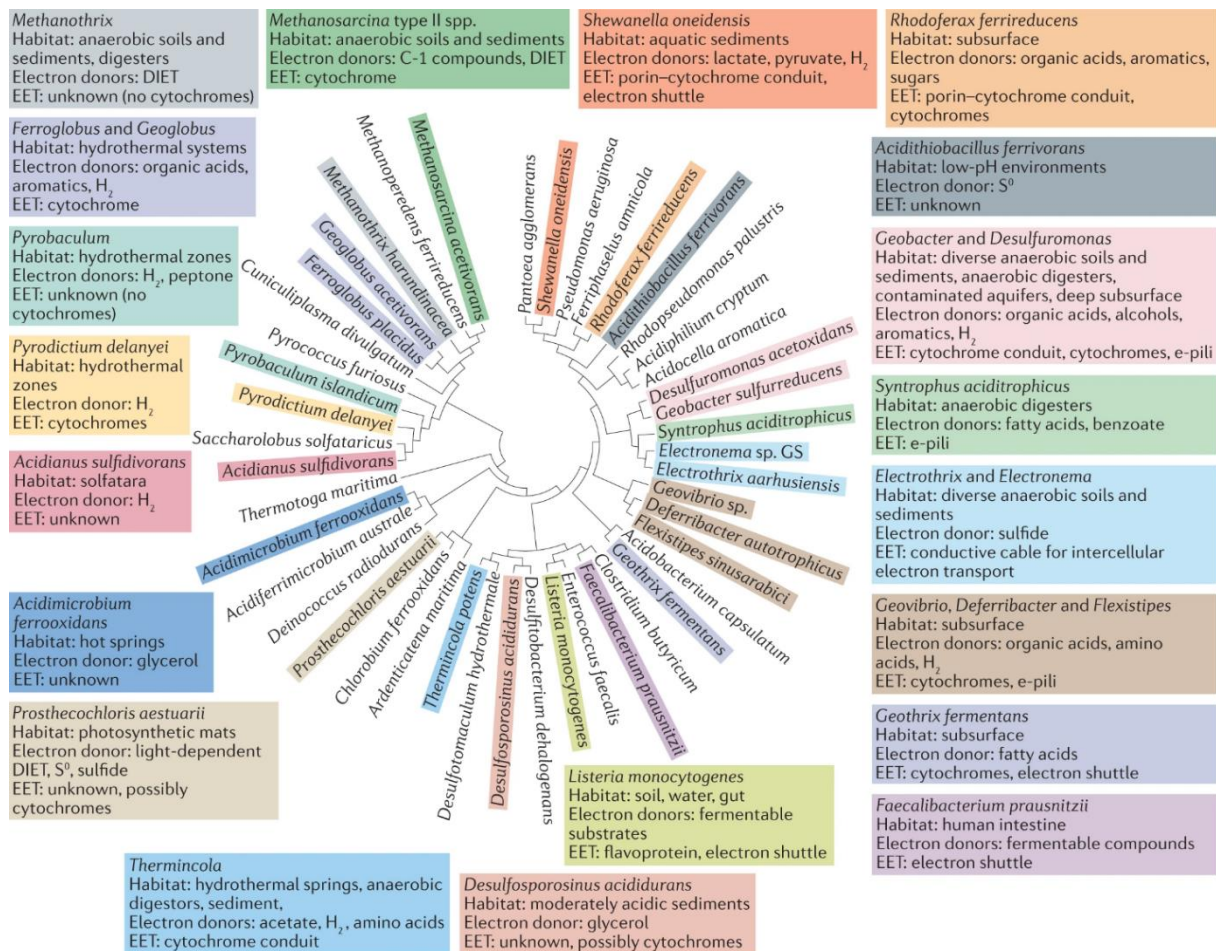 Methanothrix
Habitat: anaerobic soils and
sediments, digesters
Electron donors: DIET
EET: unknown (no cytochromes)
Methanosarcina type II spp.
Habitat: anaerobic soils and sediments
Electron donors: C-1 compounds, DIET
EET: cytochrome
Shewanella oneidensis
Habitat: aquatic sediments
Electron donors: lactate, pyruvate, H₂
EET: porin–cytochrome conduit,
electron shuttle
Rhodoferax ferrireducens
Habitat: subsurface
Electron donors: organic acids, aromatics,
sugars
EET: porin–cytochrome conduit,
cytochromes
Ferroglobus and Geoglobus
Habitat: hydrothermal systems
Electron donors: organic acids,
aromatics, H₂
EET: cytochrome
Pyrobaculum
Habitat: hydrothermal zones
Electron donors: H₂, peptone
EET: unknown (no
cytochromes)
Pyrodictium delanyei
Habitat: hydrothermal
zones
Electron donor: H₂
EET: cytochromes
Acidianus sulfidivorans
Habitat: solfatara
Electron donor: H₂
EET: unknown
Acidimicrobium
ferrooxidans
Habitat: hot springs
Electron donor: glycerol
EET: unknown
Prosthecochloris aestuarii
Habitat: photosynthetic mats
Electron donor: light-dependent
DIET, S⁰, sulfide
EET: unknown, possibly
cytochromes
Methanosarcina acetivorans
Methanoperedens ferrireducens
Methanothrix harundinacea
Geoglobus acetivorans
Ferroglobus placidus
Cuniculiplasma divulgatum
Pyrococcus furiosus
Pyrobaculum islandicum
Pyrodictium delanyei
Saccharolobus solfataricus
Acidianus sulfidivorans
Thermotoga maritima
Acidimicrobium ferrooxidans
Acidiferrimicrobium australe
Deinococcus radiodurans
Prosthecochloris aestuarii
Chlorobium ferrooxidans
Ardenticatena maritima
Thermincola potens
Desulfotomaculum hydrothermale
Desulfosporosinus acididurans
Desulfitobacterium dehalogenans
Listeria monocytogenes
Enterococcus faecalis
Faecalibacterium prausnitzii
Clostridium butyricum
Geothrix fermentans
Acidobacterium capsulatum
Flexistipes sinusarabici
Deferribacter autotrophicus
Geovibrio sp.
Electrothrix aarhusiensis
Electronema sp. GS
Syntrophus aciditrophicus
Geobacter sulfurreducens
Desulfuromonas acetoxidans
Acidocella aromatica
Acidiphilium cryptum
Rhodopseudomonas palustris
Acidithiobacillus ferrivorans
Rhodoferax ferrireducens
Ferriphaselus amnicola
Pseudomonas aeruginosa
Shewanella oneidensis
Pantoea agglomerans
Acidithiobacillus ferrivorans
Habitat: low-pH environments
Electron donor: S⁰
EET: unknown
Geobacter and Desulfuromonas
Habitat: diverse anaerobic soils and
sediments, anaerobic digesters,
contaminated aquifers, deep subsurface
Electron donors: organic acids, alcohols,
aromatics, H₂
EET: cytochrome conduit, cytochromes, e-pili
Syntrophus aciditrophicus
Habitat: anaerobic digesters
Electron donors: fatty acids, benzoate
EET: e-pili
Electrothrix and Electronema
Habitat: diverse anaerobic soils and
sediments
Electron donor: sulfide
EET: conductive cable for intercellular
electron transport
Geovibrio, Deferribacter and Flexistipes
Habitat: subsurface
Electron donors: organic acids, amino
acids, H₂
EET: cytochromes, e-pili
Geothrix fermentans
Habitat: subsurface
Electron donor: fatty acids
EET: cytochromes, electron shuttle
Faecalibacterium prausnitzii
Habitat: human intestine
Electron donors: fermentable compounds
EET: electron shuttle
Listeria monocytogenes
Habitat: soil, water, gut
Electron donors: fermentable
substrates
EET: flavoprotein, electron shuttle
Thermincola
Habitat: hydrothermal springs, anaerobic
digestors, sediment,
Electron donors: acetate, H₂, amino acids
EET: cytochrome conduit
Desulfosporosinus acididurans
Habitat: moderately acidic sediments
Electron donor: glycerol
EET: unknown, possibly cytochromes